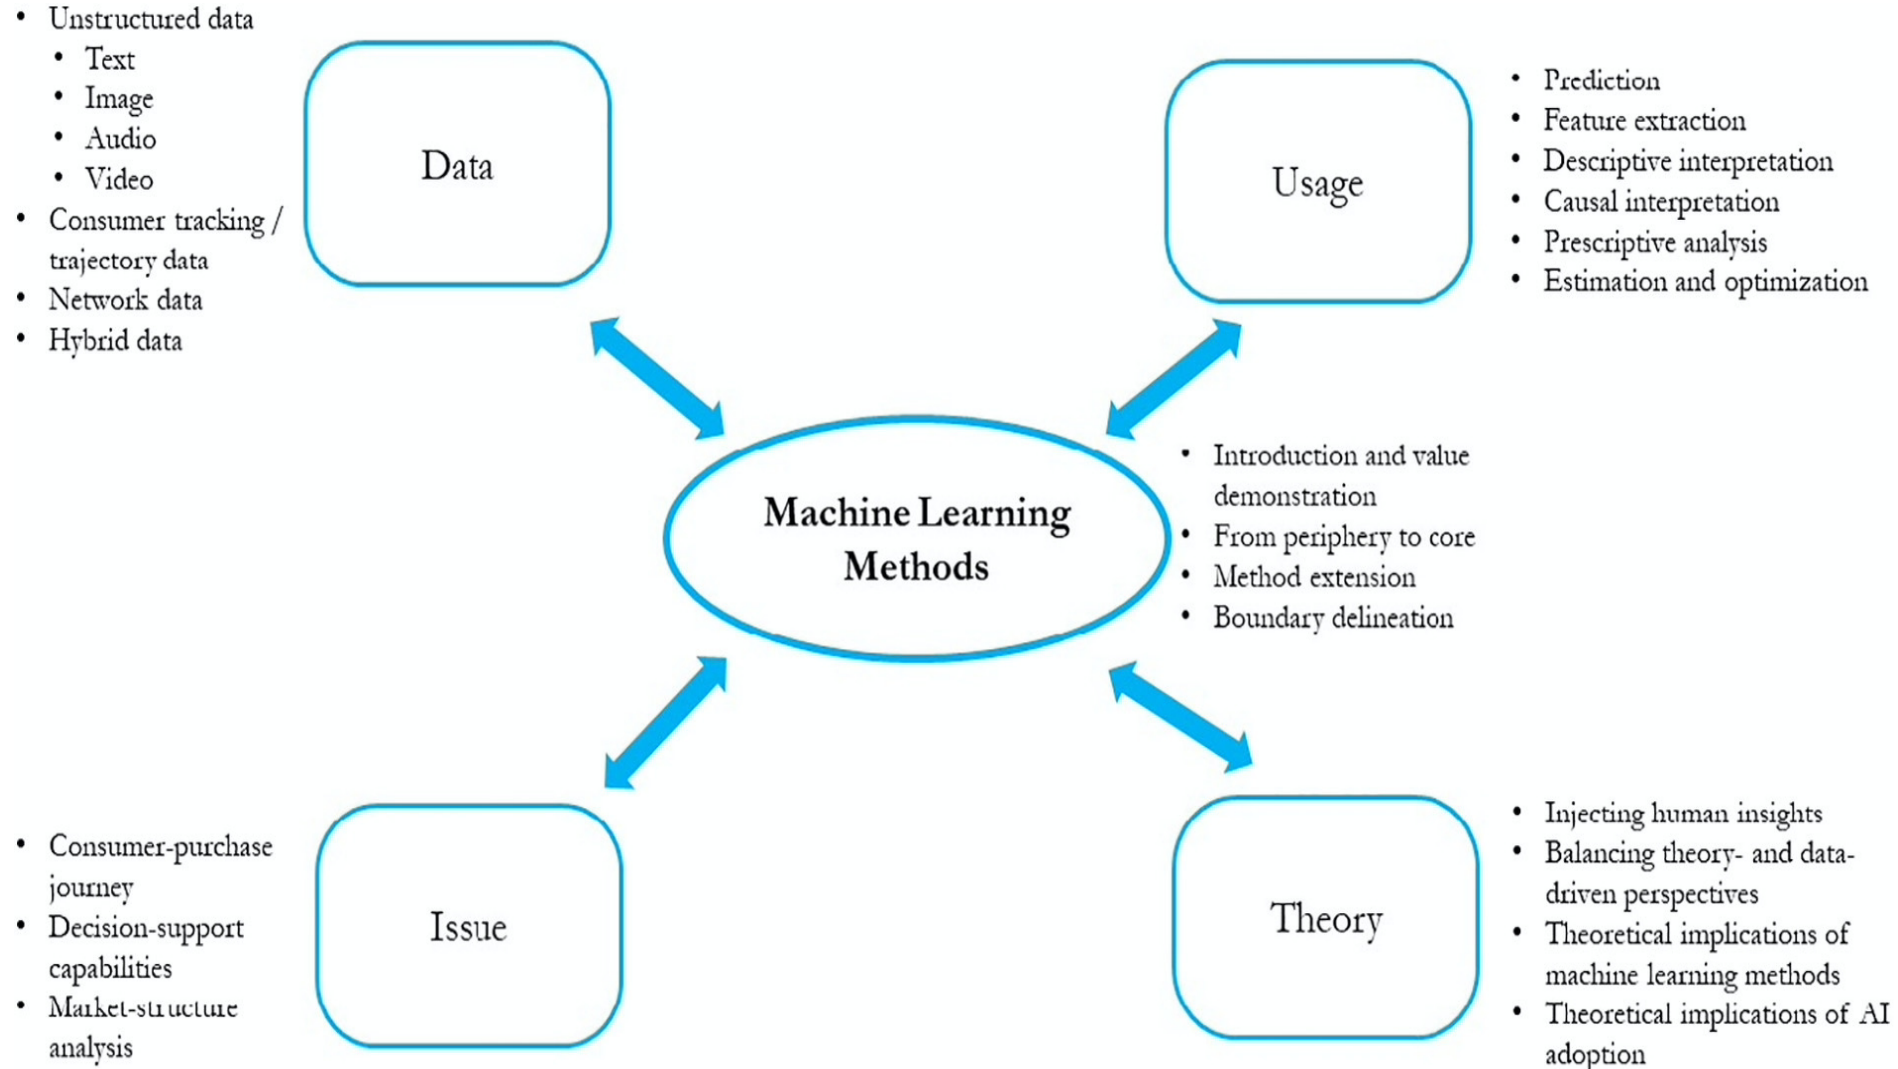 • Unstructured data
• Text
• Image
• Audio
• Video
• Consumer tracking /
trajectory data
• Network data
• Hybrid data
Data
Usage
• Prediction
• Feature extraction
• Descriptive interpretation
• Causal interpretation
• Prescriptive analysis
• Estimation and optimization
Machine Learning
Methods
• Introduction and value
demonstration
• From periphery to core
• Method extension
• Boundary delineation
• Consumer-purchase
journey
• Decision-support
capabilities
• Market-structure
analysis
Issue
Theory
• Injecting human insights
• Balancing theory- and data-
driven perspectives
• Theoretical implications of
machine learning methods
• Theoretical implications of AI
adoption